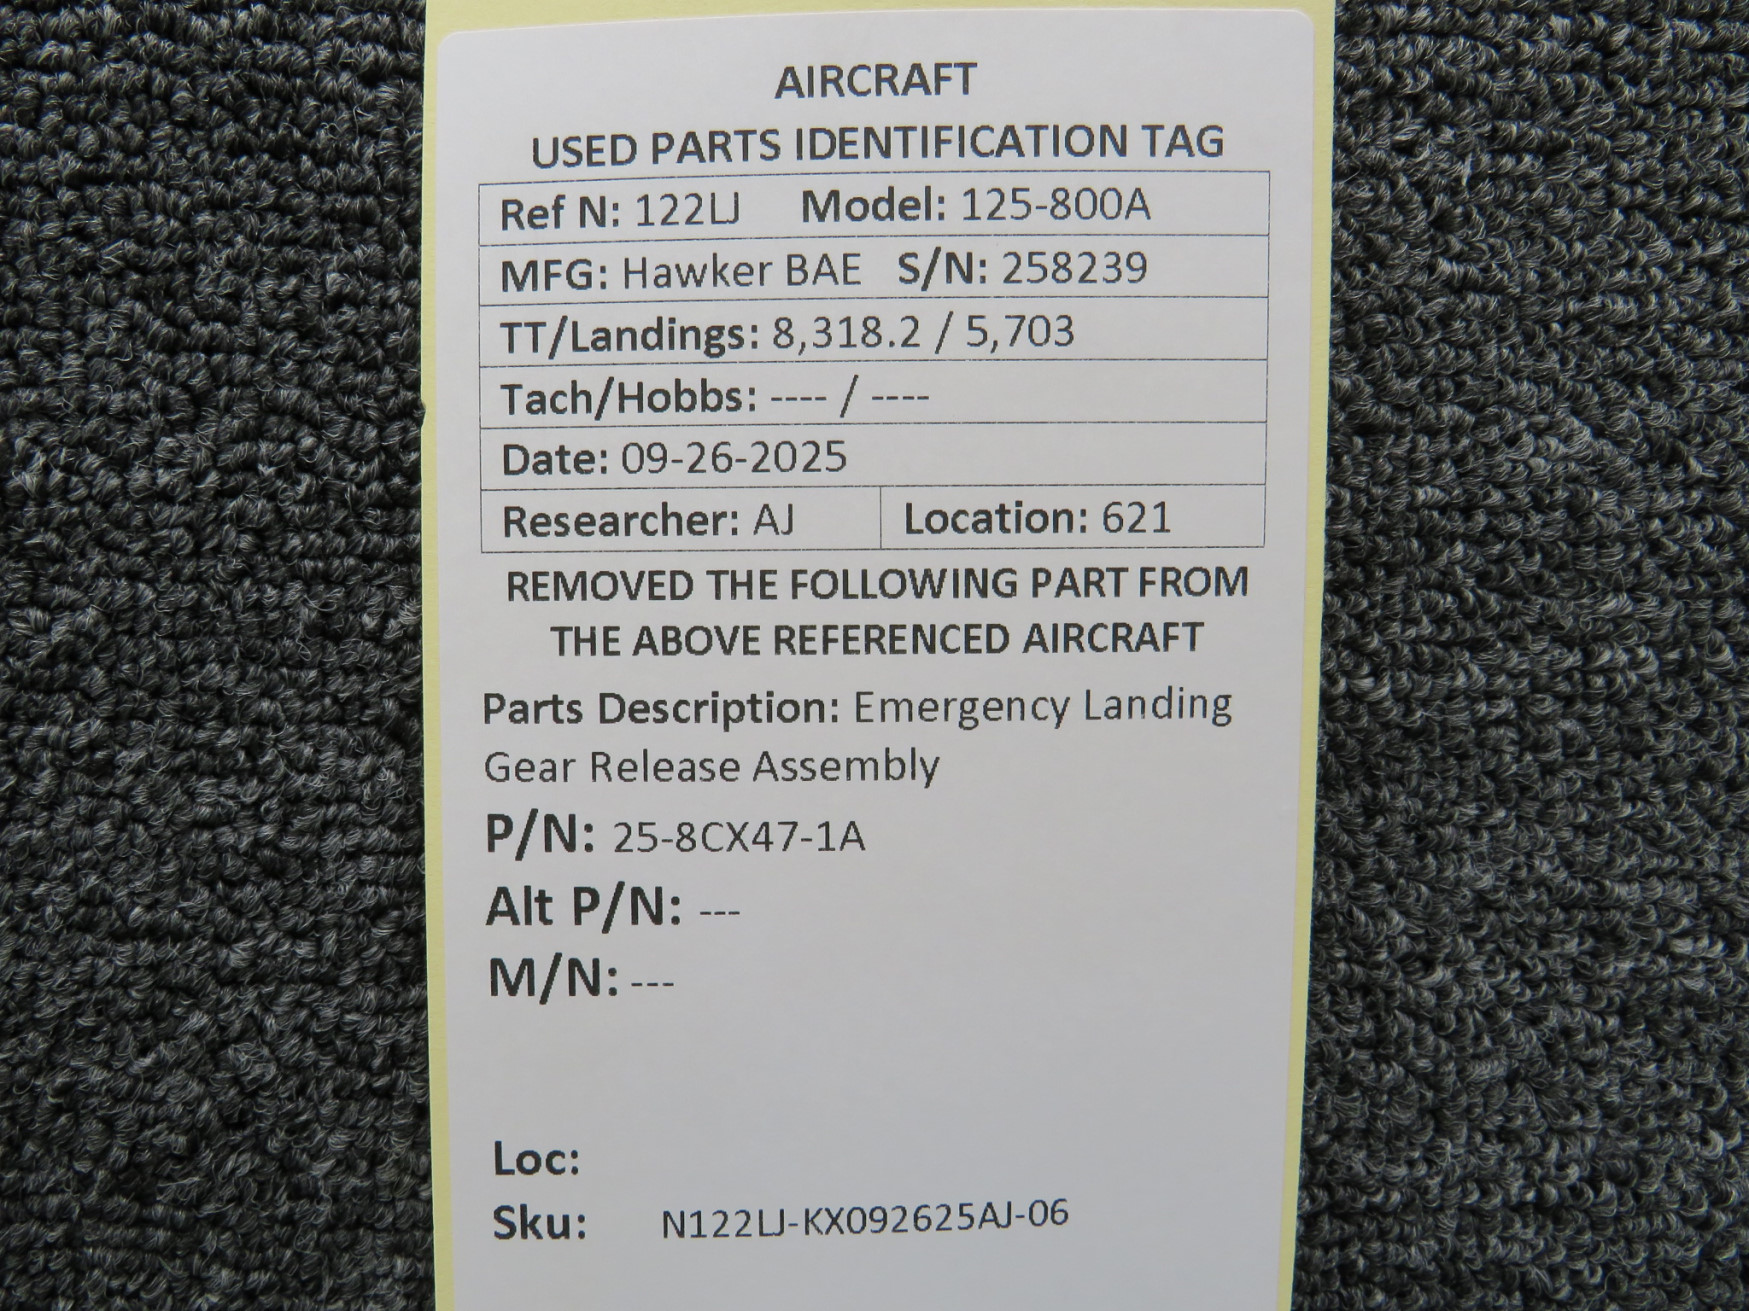 AIRCRAFT
USED PARTS IDENTIFICATION TAG
Ref N: 122LJ Model: 125-800A
MFG: Hawker BAE S/N: 258239
TT/Landings: 8,318.2 / 5,703
Tach/Hobbs: ---- / ----
Date: 09-26-2025
Researcher: AJ Location: 621
REMOVED THE FOLLOWING PART FROM
THE ABOVE REFERENCED AIRCRAFT
Parts Description: Emergency Landing
Gear Release Assembly
P/N: 25-8CX47-1A
Alt P/N: ---
M/N: ---
Loc:
Sku: N122LJ-KX092625AJ-06